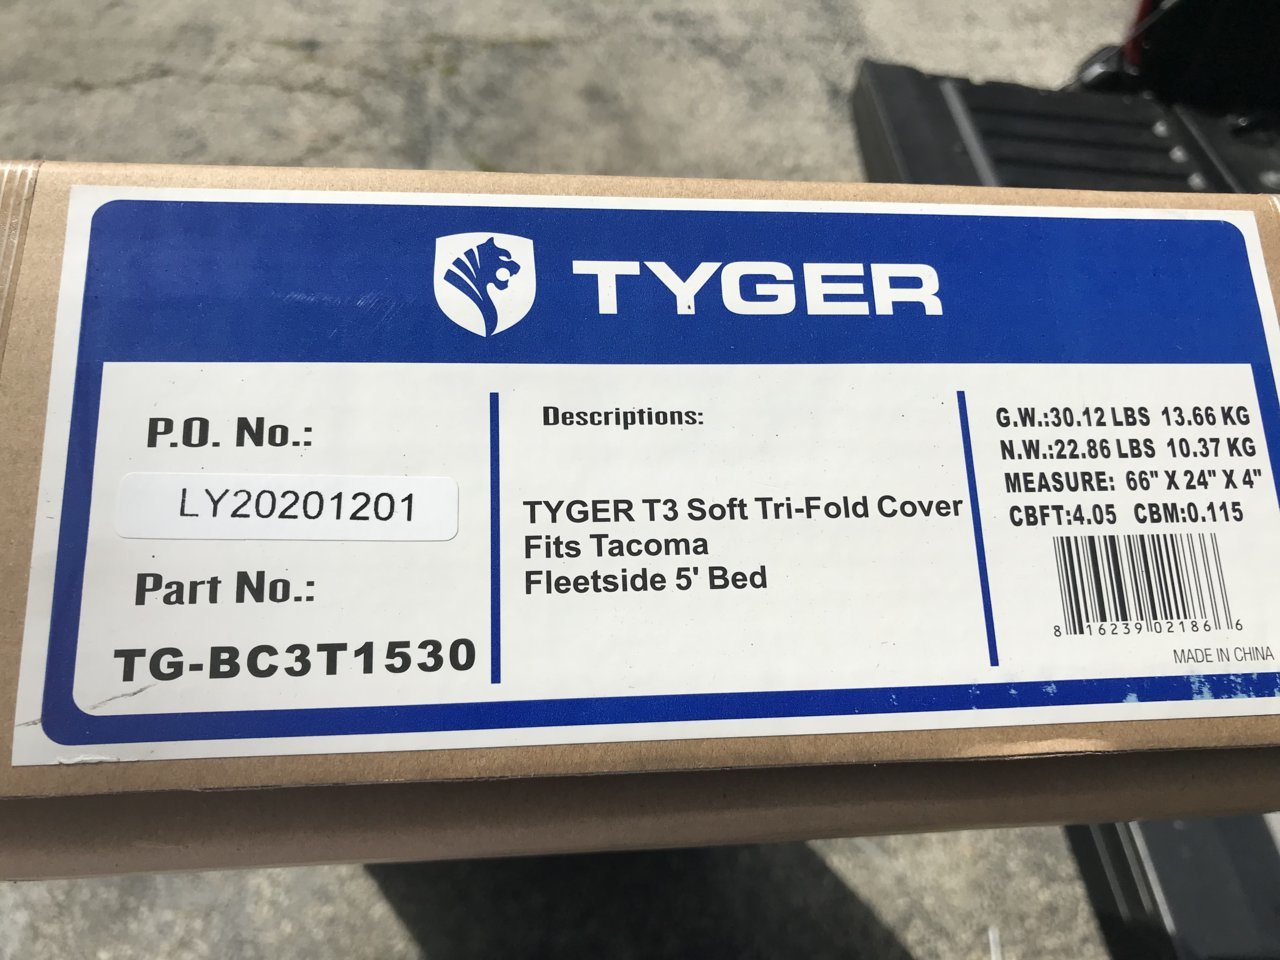 TYGER
P.O. No.:
LY20201201
Part No.:
TG-BC3T1530
Descriptions:
TYGER T3 Soft Tri-Fold Cover
Fits Tacoma
Fleetside 5' Bed
G.W.:30.12 LBS 13.66 KG
N.W.:22.86 LBS 10.37 KG
MEASURE: 66" X 24" X 4"
CBFT:4.05 CBM:0.115
8 16239 02186 6
MADE IN CHINA